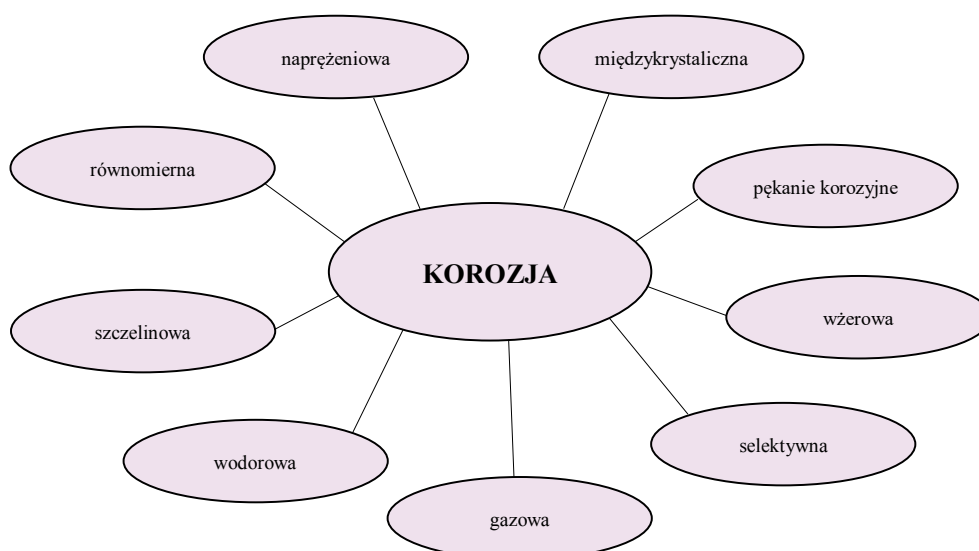 naprężeniowa
międzykrystaliczna
równomierna
pękanie korozyjne
KOROZJA
szczelinowa
wżerowa
wodorowa
selektywna
gazowa